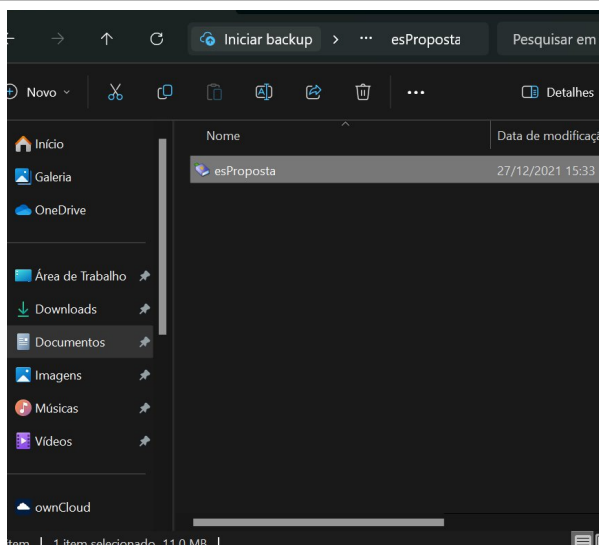 Iniciar backup > ... esProposta Pesquisar em
Novo Detalhes
Nome Data de modificaçã
esProposta 27/12/2021 15:33
Início
Galeria
OneDrive
Área de Trabalho
Downloads
Documentos
Imagens
Músicas
Vídeos
ownCloud
item 1 item selecionado 11,0 MB